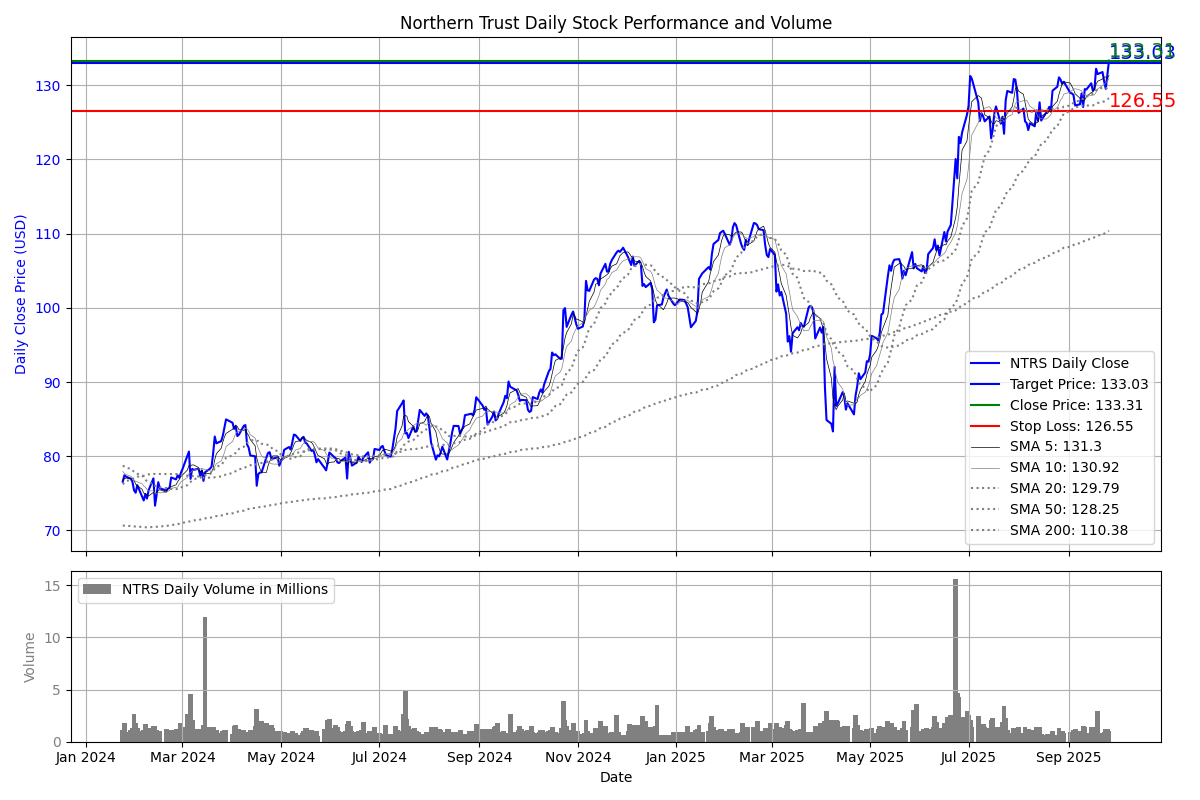 Northern Trust Daily Stock Performance and Volume
133.31
133.03
126.55
Daily Close Price (USD)
130
120
110
100
90
80
70
NTRS Daily Close
Target Price: 133.03
Close Price: 133.31
Stop Loss: 126.55
SMA 5: 131.3
SMA 10: 130.92
SMA 20: 129.79
SMA 50: 128.25
SMA 200: 110.38
NTRS Daily Volume in Millions
Volume
15
10
5
0
Jan 2024
Mar 2024
May 2024
Jul 2024
Sep 2024
Nov 2024
Jan 2025
Mar 2025
May 2025
Jul 2025
Sep 2025
Date